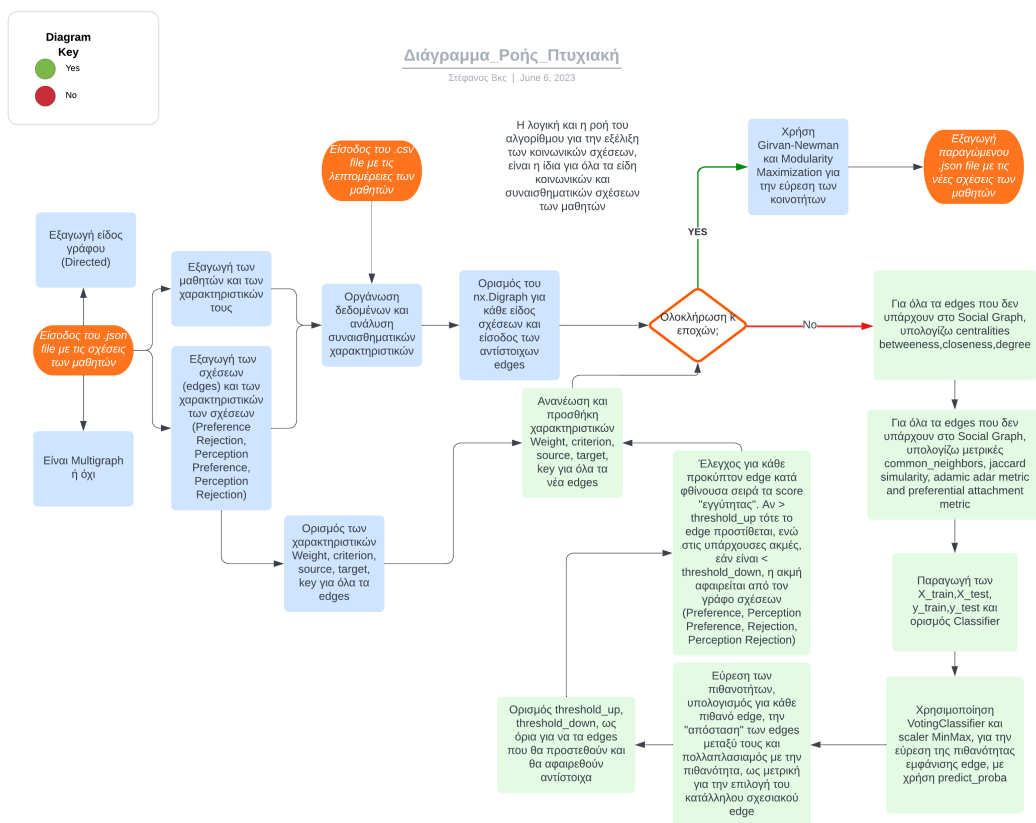 Diagram
Key
Yes
No
Διάγραμμα_Ροής_Πτυχιακή
Στέφανος Βκς | June 6, 2023
Είσοδος του .csv
file με τις
λεπτομέρειες των
μαθητών
Η λογική και η ροή του
αλγορίθμου για την εξέλιξη
των κοινωνικών σχέσεων,
είναι η ίδια για όλα τα είδη
κοινωνικών και
συναισθηματικών σχέσεων
των μαθητών
Χρήση
Girvan-Newman
και Modularity
Maximization για
την εύρεση των
κοινοτήτων
Εξαγωγή
παραγώμενου
.json file με τις
νέες σχέσεις των
μαθητών
YES
Εξαγωγή είδος
γράφου
(Directed)
Εξαγωγή των
μαθητών και των
χαρακτηριστικών
τους
Οργάνωση
δεδομένων και
ανάλυση
συναισθηματικών
χαρακτηριστικών
Ορισμός του
nx.Digraph για
κάθε είδος
σχέσεων και
είσοδος των
αντίστοιχων
edges
Ολοκλήρωση k
εποχών;
No
Για όλα τα edges που δεν
υπάρχουν στο Social Graph,
υπολογίζω centralities
betweeness,closeness,degree
Είσοδος του .json
file με τις σχέσεις
των μαθητών
Εξαγωγή των
σχέσεων
(edges) και των
χαρακτηριστικών
των σχέσεων
(Preference
Rejection,
Perception
Preference,
Perception
Rejection)
Είναι Multigraph
ή όχι
Ανανέωση και
προσθήκη
χαρακτηριστικών
Weight, criterion,
source, target,
key για όλα τα
νέα edges
Για όλα τα edges που δεν
υπάρχουν στο Social Graph,
υπολογίζω μετρικές
common_neighbors, jaccard
simularity, adamic adar metric
and preferential attachment
metric
Έλεγχος για κάθε
προκύπτον edge κατά
φθίνουσα σειρά τα score
"εγγύτητας". Αν >
threshold_up τότε το
edge προστίθεται, ενώ
στις υπάρχουσες ακμές,
εάν είναι <
threshold_down, η ακμή
αφαιρείται από τον
γράφο σχέσεων
(Preference, Perception
Preference, Rejection,
Perception Rejection)
Ορισμός των
χαρακτηριστικών
Weight, criterion,
source, target,
key για όλα τα
edges
Παραγωγή των
X_train,X_test,
y_train,y_test και
ορισμός Classifier
Ορισμός threshold_up,
threshold_down, ως
όρια για να τα edges
που θα προστεθούν και
θα αφαιρεθούν
αντίστοιχα
Εύρεση των
πιθανοτήτων,
υπολογισμός για κάθε
πιθανό edge, την
"απόσταση" των edges
μεταξύ τους και
πολλαπλασιαμός με την
πιθανότητα, ως μετρική
για την επιλογή του
κατάλληλου σχεσιακού
edge
Χρησιμοποίηση
VotingClassifier και
scaler MinMax, για την
εύρεση της πιθανότητας
εμφάνισης edge, με
χρήση predict_proba